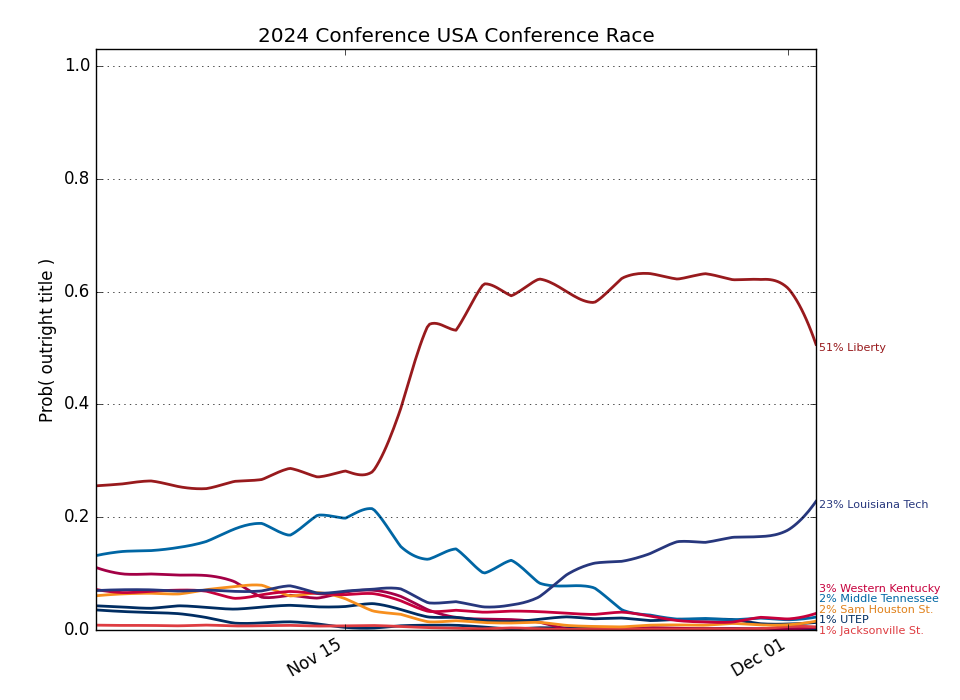 2024 Conference USA Conference Race
Prob( outright title )
1.0
0.8
0.6
0.4
0.2
0.0
Nov 15
Dec 01
51% Liberty
23% Louisiana Tech
3% Western Kentucky
2% Middle Tennessee
2% Sam Houston St.
1% UTEP
1% Jacksonville St.